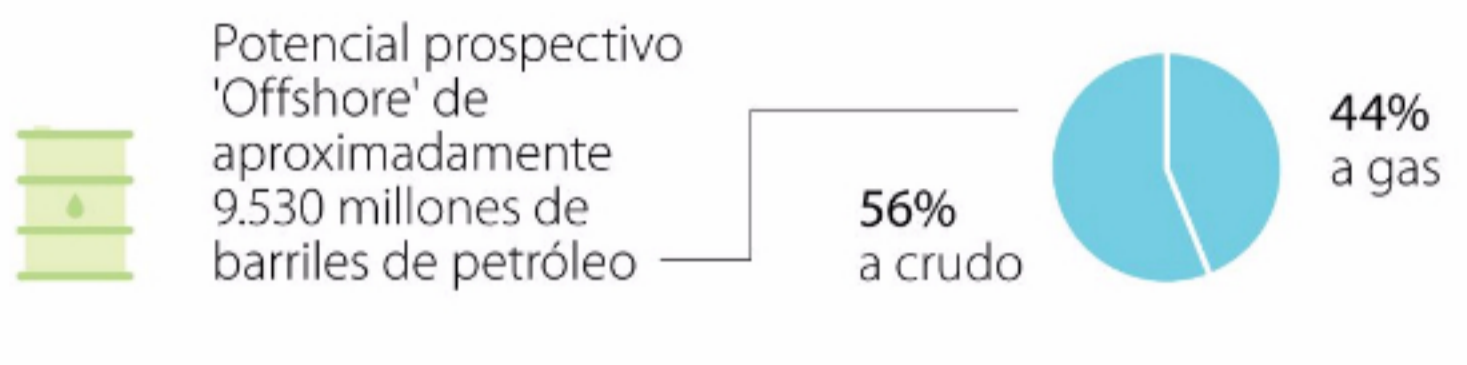 Potencial prospectivo
'Offshore' de
aproximadamente
9.530 millones de
barriles de petróleo
56%
a crudo
44%
a gas